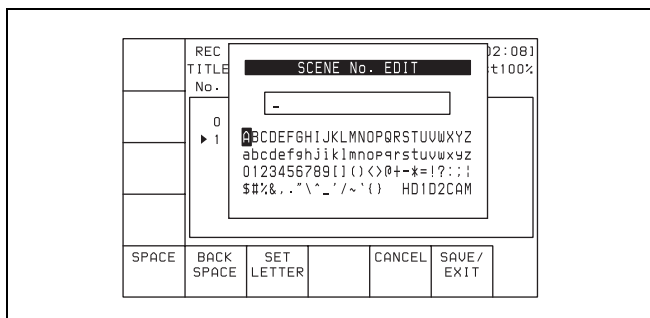 REC 02:08]
TITLE SCENE No. EDIT t100%
No.
_
0
▶ 1 ABCDEFGHIJKLMNOPQRSTUVWXYZ
abcdefghjiklmnopqrstuvwxyz
0123456789[]()<>@+-*=!?:;¦
$#%&,."\^_'/~`{} HD1D2CAM
SPACE BACK SET CANCEL SAVE/
SPACE LETTER EXIT